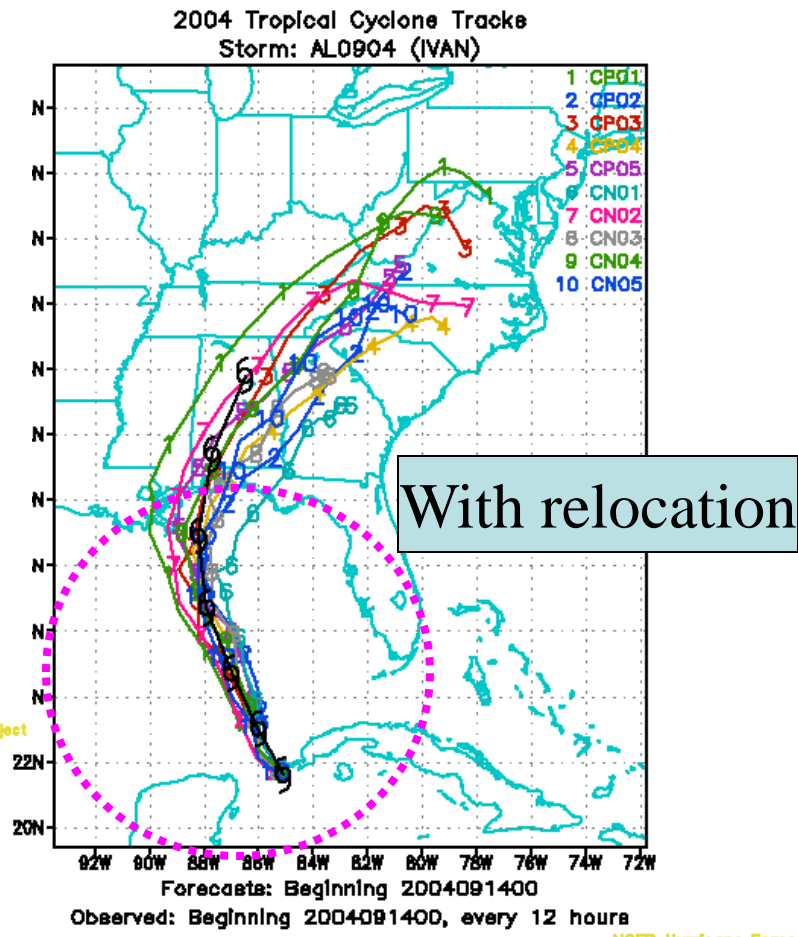 2004 Tropical Cyclone Tracks
Storm: AL0904 (IVAN)
1 CP01
2 CP02
3 CP03
4 CP04
5 CP05
6 CN01
7 CN02
8 CN03
9 CN04
10 CN05
With relocation
ject
22N
20N
92W 90W 88W 86W 84W 82W 80W 78W 76W 74W 72W
Forecasts: Beginning 2004091400
Observed: Beginning 2004091400, every 12 hours